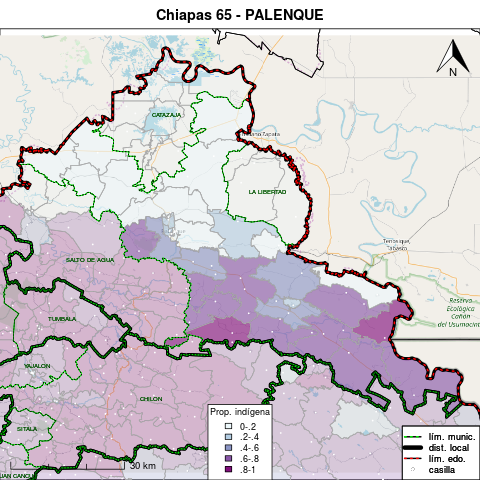 Chiapas 65 - PALENQUE
N
CATAZAJA
LA LIBERTAD
Tenosique,
Tabasco
SALTO DE AGUA
Reserva
Ecológica
Cañón
del Usumacinta
TUMBALA
YAJALON
CHILON
SITALA
30 km
Prop. indígena
0-.2
.2-.4
.4-.6
.6-.8
.8-1
lím. munic.
dist. local
lím. edo.
casilla